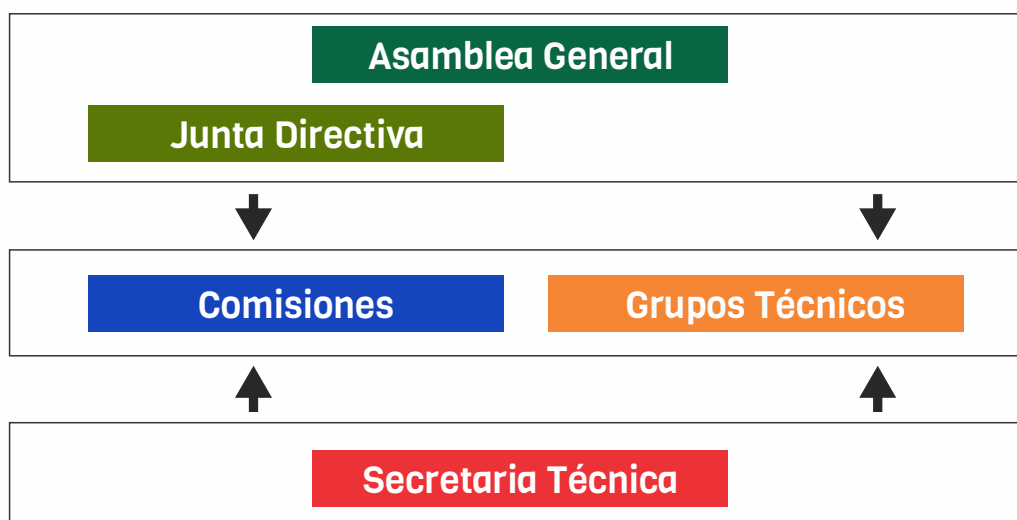 Asamblea General
Junta Directiva
Comisiones
Grupos Técnicos
Secretaria Técnica